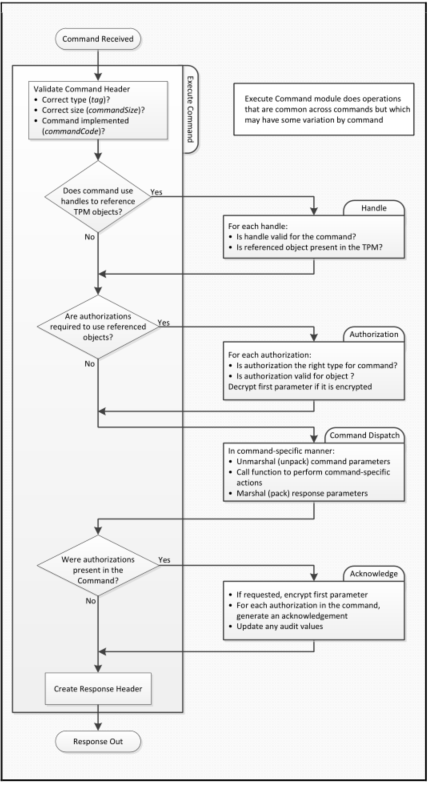 Command Received
Validate Command Header
• Correct type (tag)?
• Correct size (commandSize)?
• Command implemented
(commandCode)?
Execute Command
Execute Command module does operations
that are common across commands but which
may have some variation by command
Does command use
handles to reference
TPM objects?
Yes
No
Handle
For each handle:
• Is handle valid for the command?
• Is referenced object present in the TPM?
Are authorizations
required to use referenced
objects?
Yes
No
Authorization
For each authorization:
• Is authorization the right type for command?
• Is authorization valid for object ?
Decrypt first parameter if it is encrypted
Command Dispatch
In command-specific manner:
• Unmarshal (unpack) command parameters
• Call function to perform command-specific
actions
• Marshal (pack) response parameters
Were authorizations
present in the
Command?
Yes
No
Acknowledge
• If requested, encrypt first parameter
• For each authorization in the command,
generate an acknowledgement
• Update any audit values
Create Response Header
Response Out